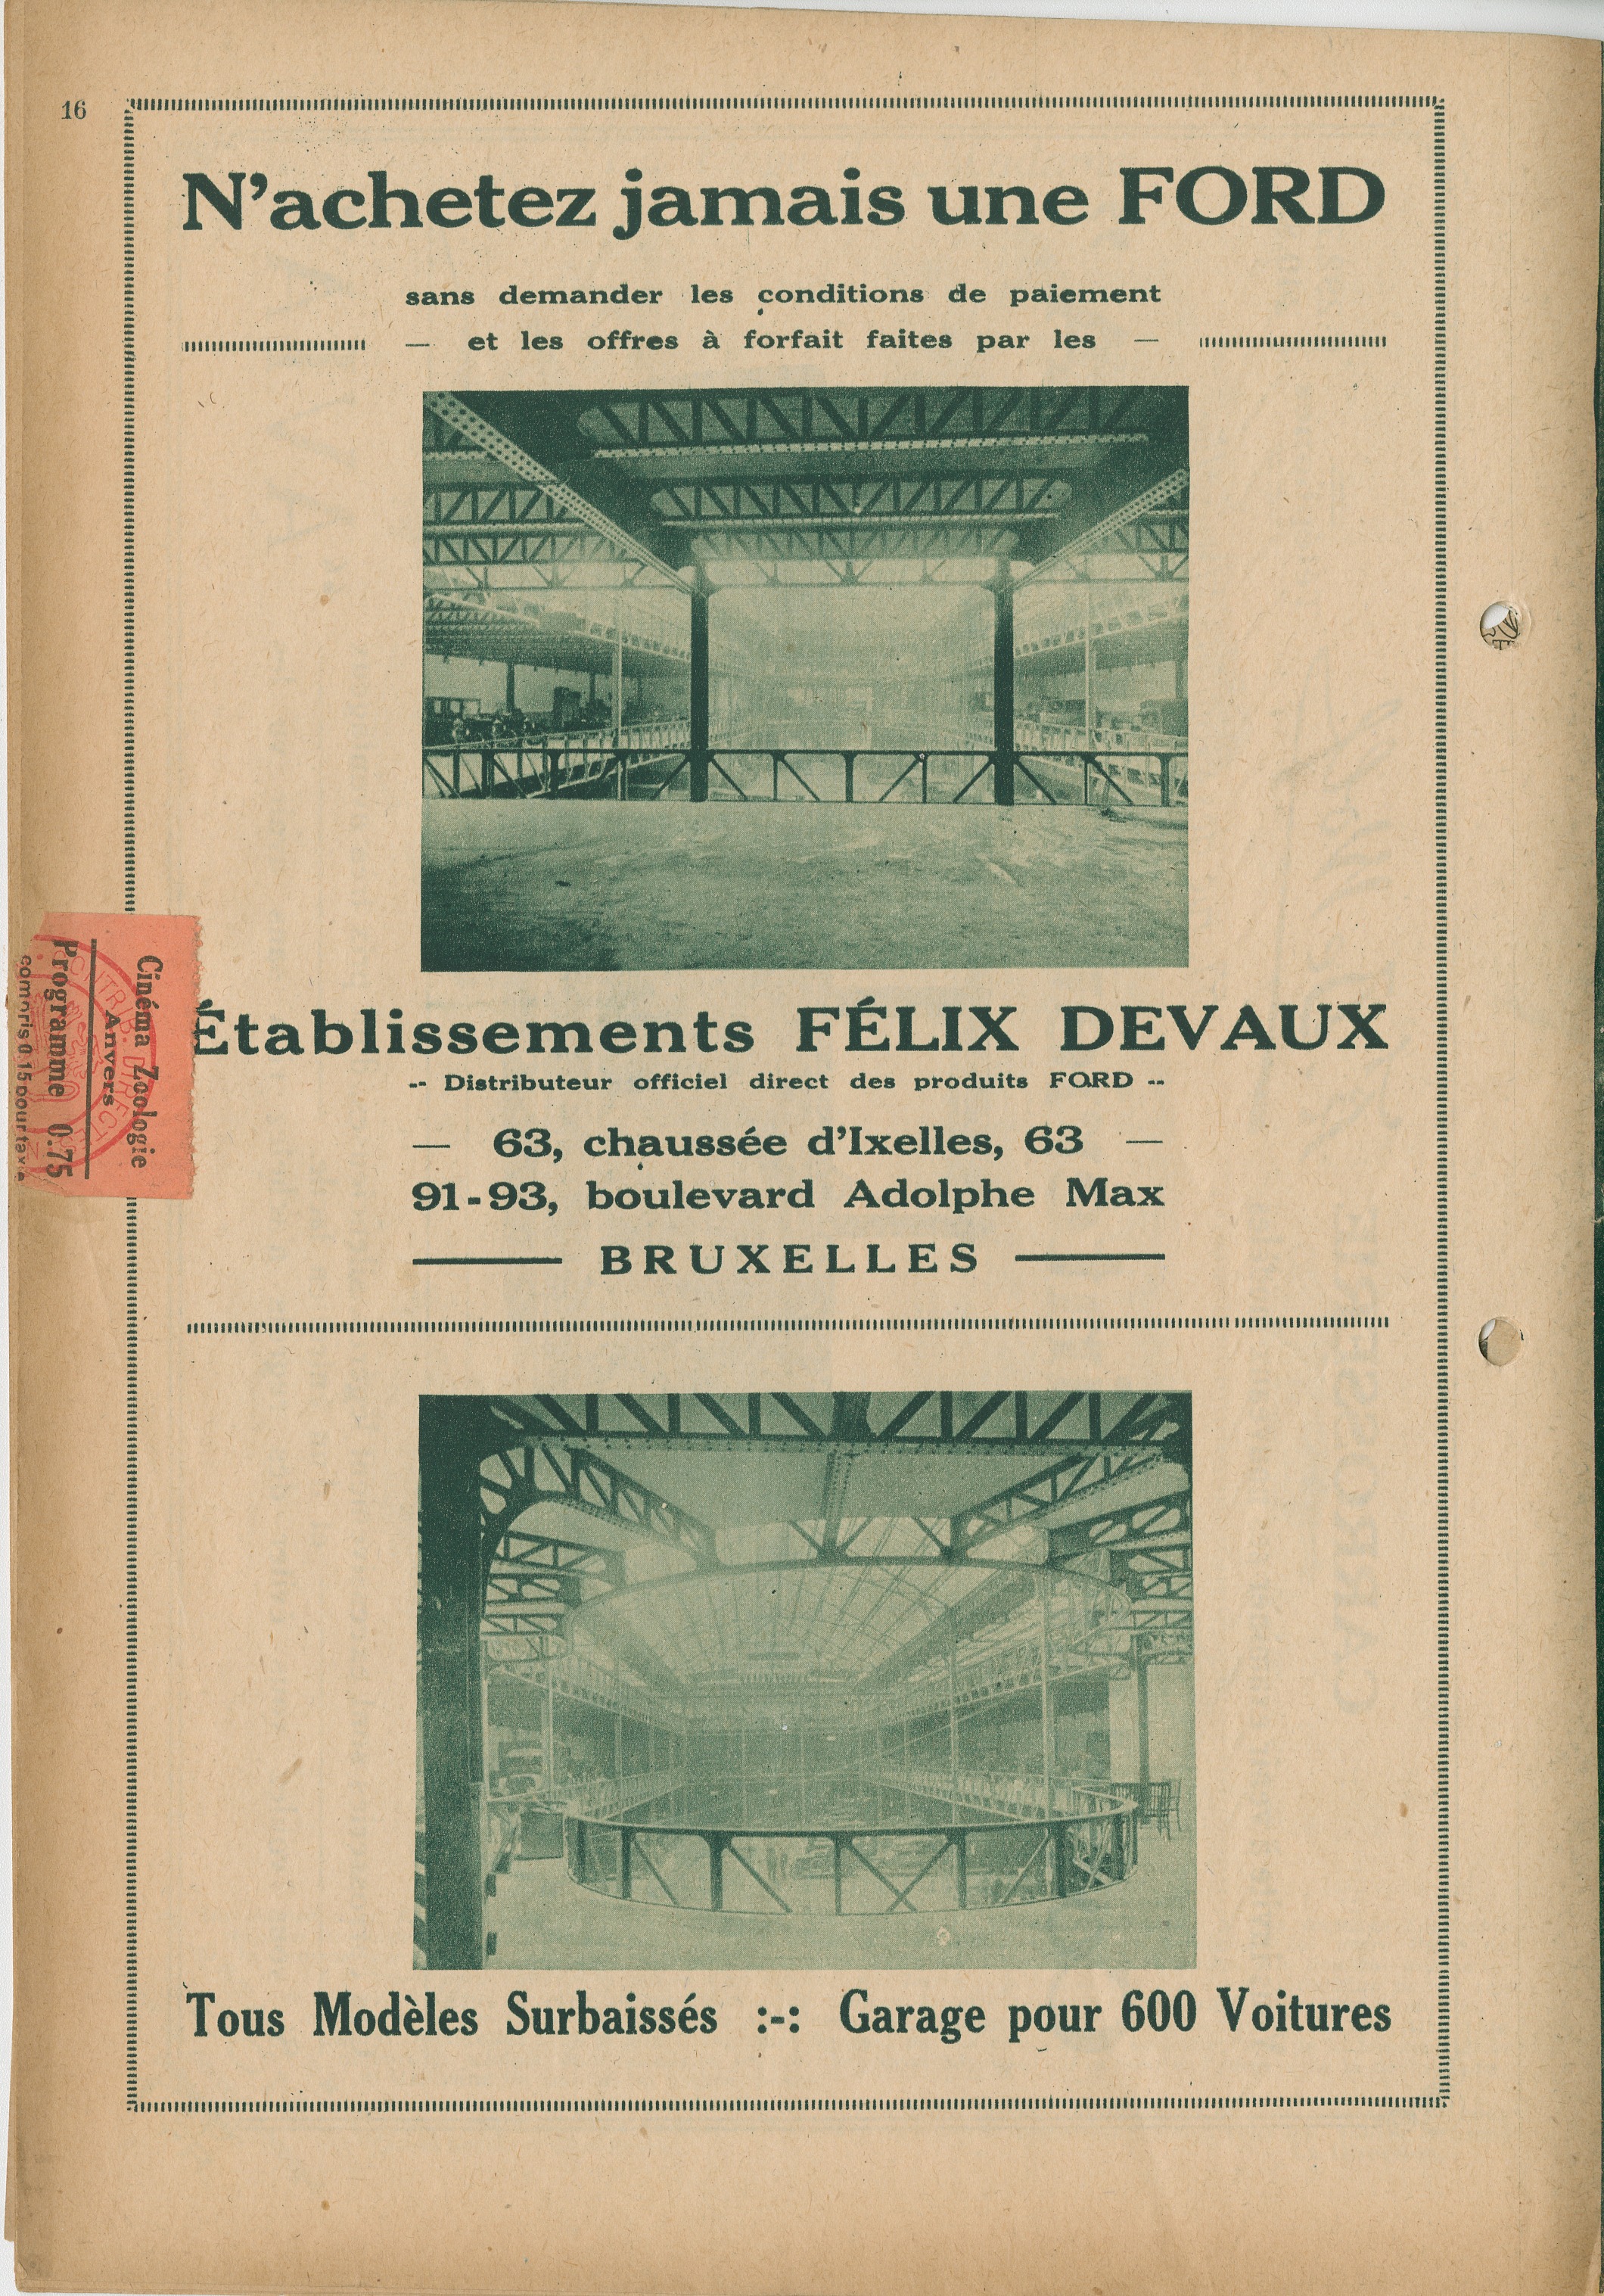 16
N'achetez jamais une FORD
sans demander les conditions de paiement
— et les offres à forfait faites par les —
Établissements FÉLIX DEVAUX
-- Distributeur officiel direct des produits FORD --
— 63, chaussée d'Ixelles, 63 —
91-93, boulevard Adolphe Max
BRUXELLES
Cinéma Zoologie
Anvers
Programme 0.75
compris 0.15 pour taxe
Tous Modèles Surbaissés :-: Garage pour 600 Voitures